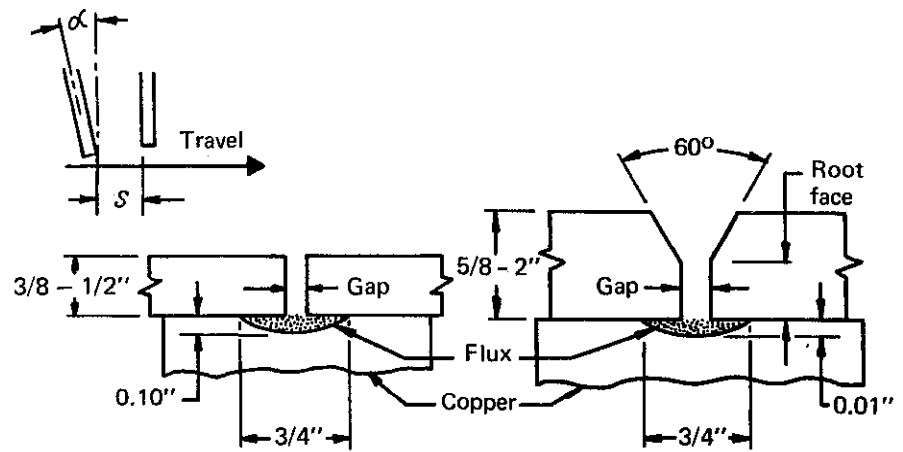 α
Travel
S
60°
Root
face
3/8 – 1/2"
Gap
5/8 – 2"
Gap
Flux
0.10"
Copper
0.01"
3/4"
3/4"